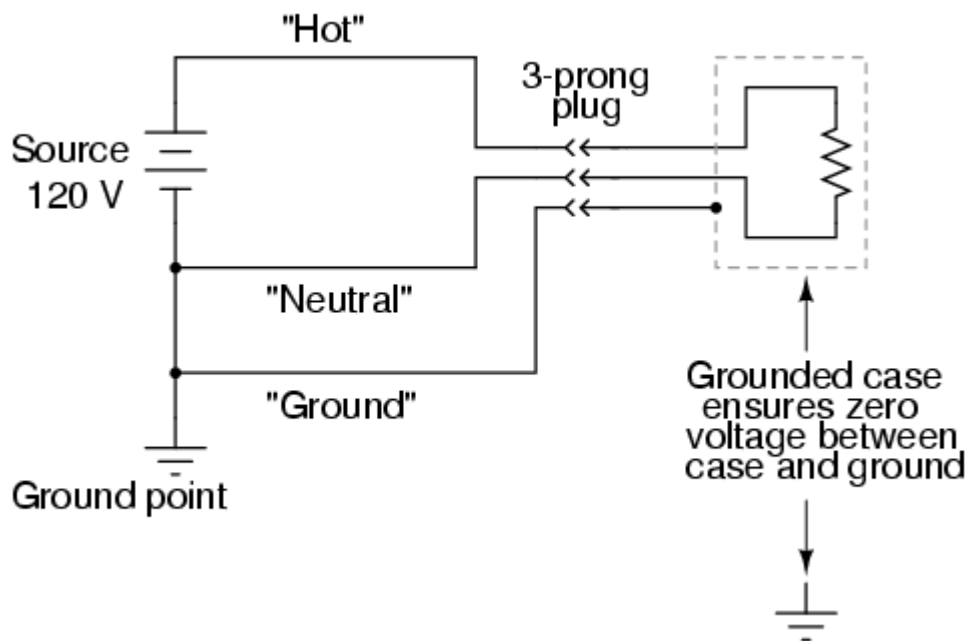 "Hot"
3-prong
plug
Source
120 V
"Neutral"
"Ground"
Ground point
Grounded case
ensures zero
voltage between
case and ground